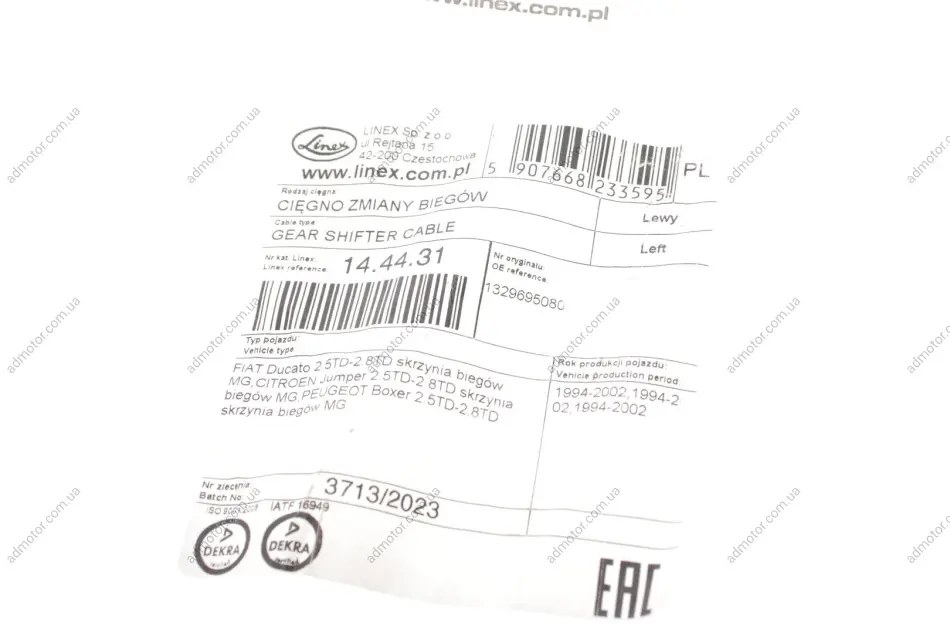 www.linex.com.pl
Linex
LINEX Sp. z o o
ul Rejtana 15
42-200 Czestochowa
www.linex.com.pl
5 907668 233595
PL
Rodzaj cięgna
CIĘGNO ZMIANY BIEGÓW
Lewy
Cable type:
GEAR SHIFTER CABLE
Left
Nr kat. Linex:
Linex reference:
14.44.31
Nr oryginału
OE reference
1329695080
Typ pojazdu:
Vehicle type
FIAT Ducato 2.5TD-2.8TD skrzynia biegów
MG,CITROEN Jumper 2.5TD-2.8TD skrzynia
biegów MG,PEUGEOT Boxer 2.5TD-2.8TD
skrzynia biegów MG
Rok produkcji pojazdu:
Vehicle production period:
1994-2002,1994-2
02,1994-2002
Nr zlecenia:
Batch No
3713/2023
IATF 16949
DEKRA
DEKRA
EAC
admotor.com.ua